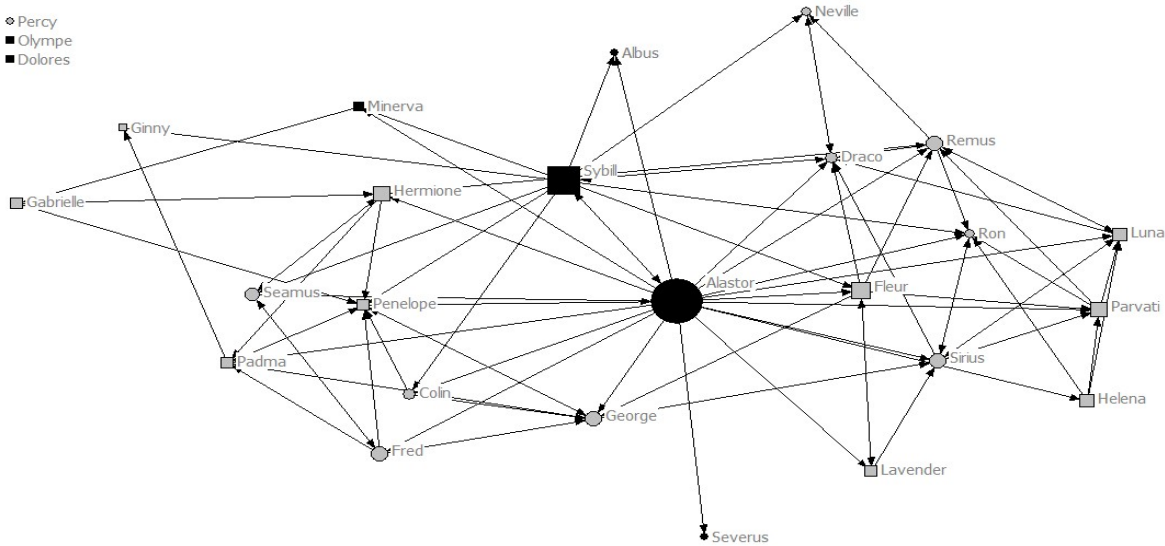 Percy
Olympe
Dolores
Neville
Albus
Minerva
Ginny
Remus
Draco
Sybill
Hermione
Gabrielle
Ron
Luna
Alastor
Fleur
Seamus
Penelope
Parvati
Sirius
Padma
Colin
Helena
George
Fred
Lavender
Severus